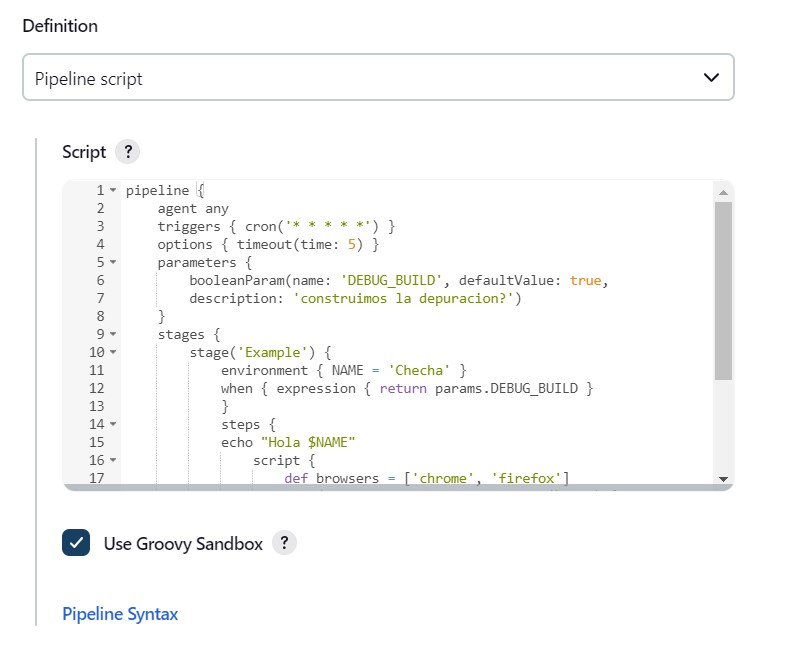 Definition
Pipeline script
Script ?
1 pipeline {
2     agent any
3     triggers { cron('* * * * *') }
4     options { timeout(time: 5) }
5     parameters {
6         booleanParam(name: 'DEBUG_BUILD', defaultValue: true,
7         description: 'construimos la depuracion?')
8     }
9     stages {
10         stage('Example') {
11             environment { NAME = 'Checha' }
12             when { expression { return params.DEBUG_BUILD }
13             }
14             steps {
15             echo "Hola $NAME"
16                 script {
17                     def browsers = ['chrome', 'firefox']
Use Groovy Sandbox ?
Pipeline Syntax